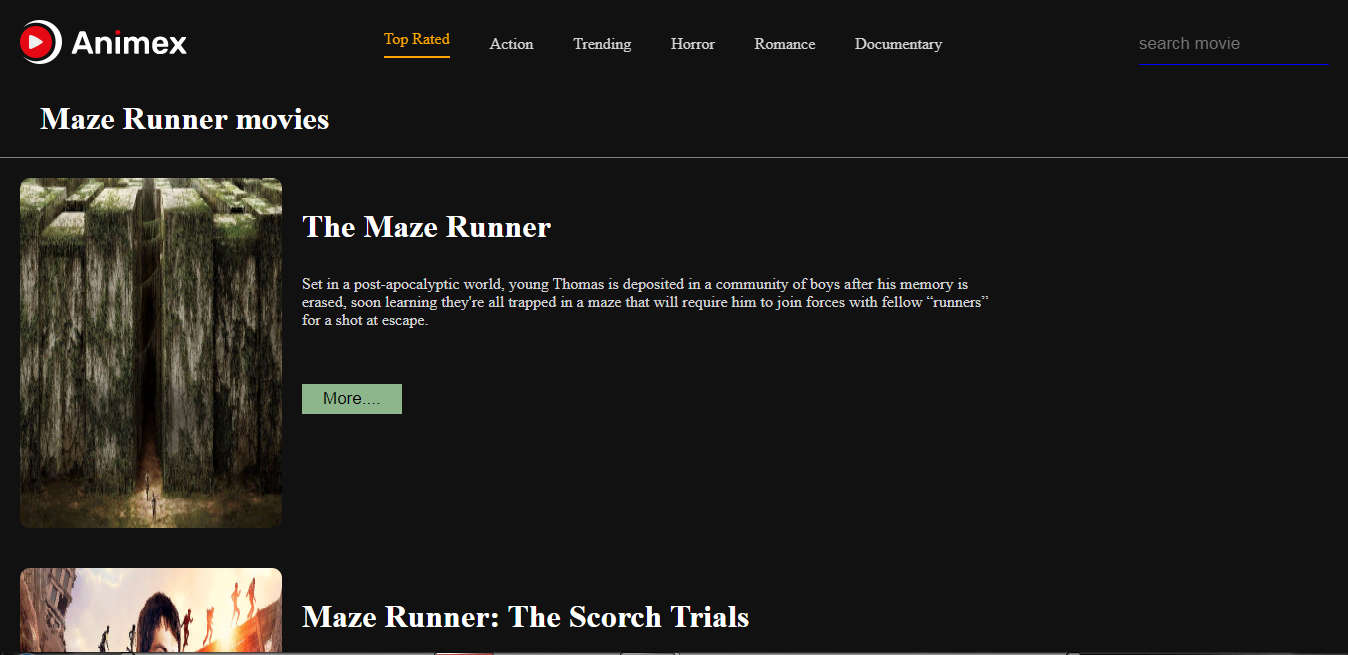 Animex
Top Rated
Action
Trending
Horror
Romance
Documentary
search movie
Maze Runner movies
The Maze Runner
Set in a post-apocalyptic world, young Thomas is deposited in a community of boys after his memory is
erased, soon learning they're all trapped in a maze that will require him to join forces with fellow “runners”
for a shot at escape.
More....
Maze Runner: The Scorch Trials